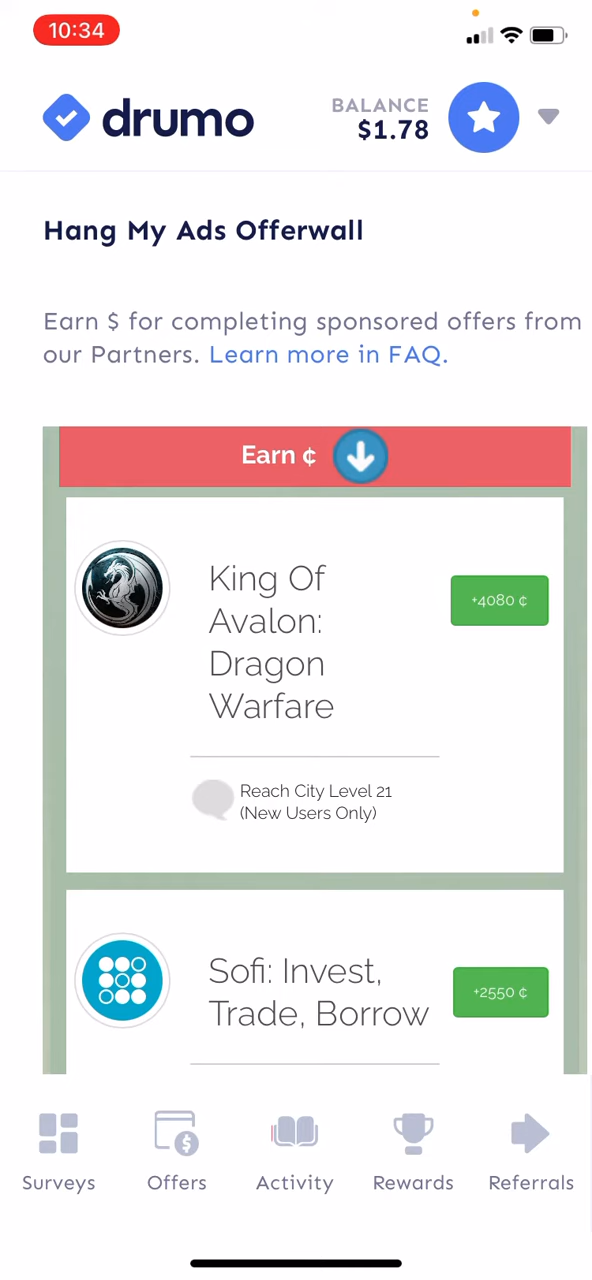 10:34
drumo
BALANCE
$1.78
Hang My Ads Offerwall
Earn $ for completing sponsored offers from
our Partners. Learn more in FAQ.
Earn ¢
King Of
Avalon:
Dragon
Warfare
+4080 ¢
Reach City Level 21
(New Users Only)
Sofi: Invest,
Trade, Borrow
+2550 ¢
Surveys
Offers
Activity
Rewards
Referrals